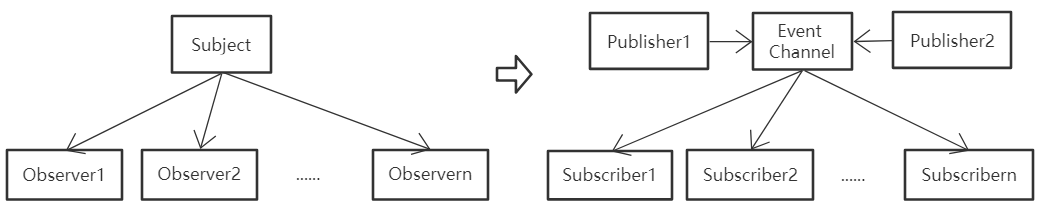 Subject
Observer1
Observer2
......
Observern
Publisher1
Event
Channel
Publisher2
Subscriber1
Subscriber2
......
Subscribern